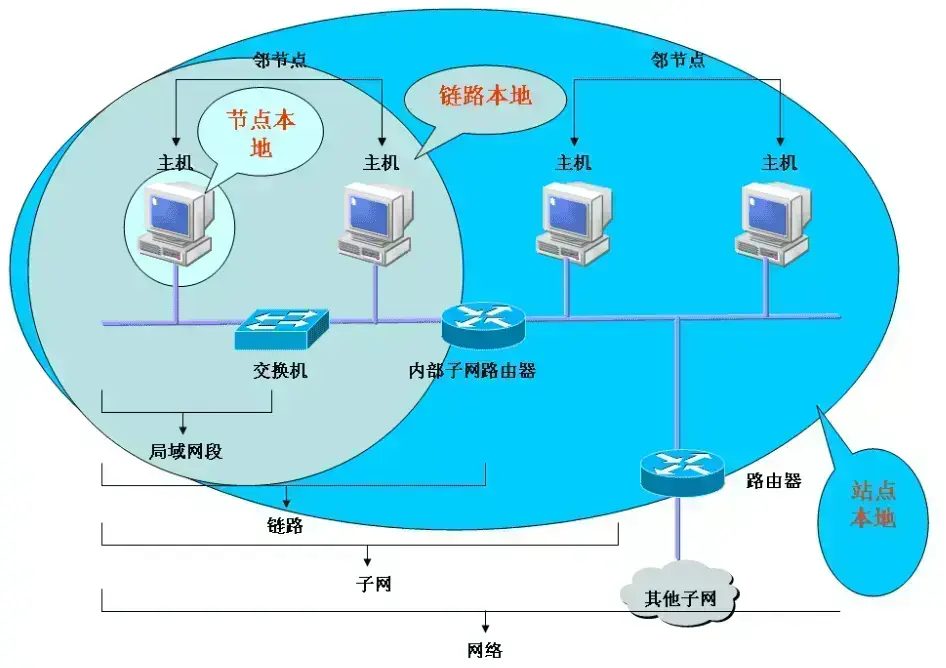 邻节点
邻节点
链路本地
节点本
地
主机
主机
主机
主机
交换机
内部子网路由器
局域网段
路由器
站点
本地
链路
子网
其他子网
网络